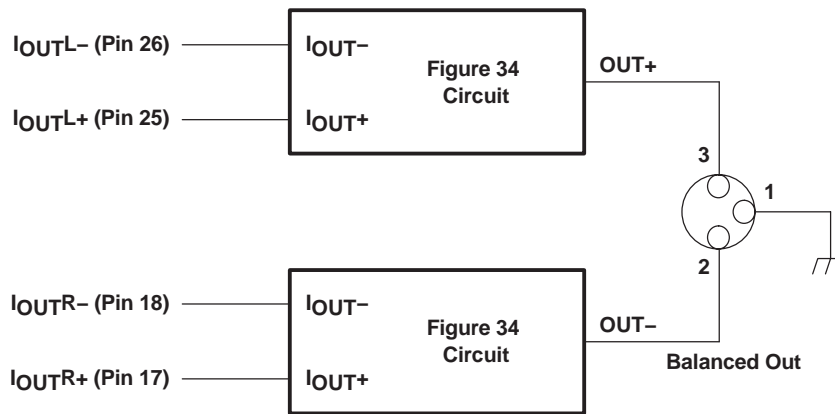 IOUTL− (Pin 26)
IOUT−
Figure 34
Circuit
OUT+
IOUTL+ (Pin 25)
IOUT+
3
1
2
IOUTR− (Pin 18)
IOUT−
Figure 34
Circuit
OUT−
Balanced Out
IOUTR+ (Pin 17)
IOUT+